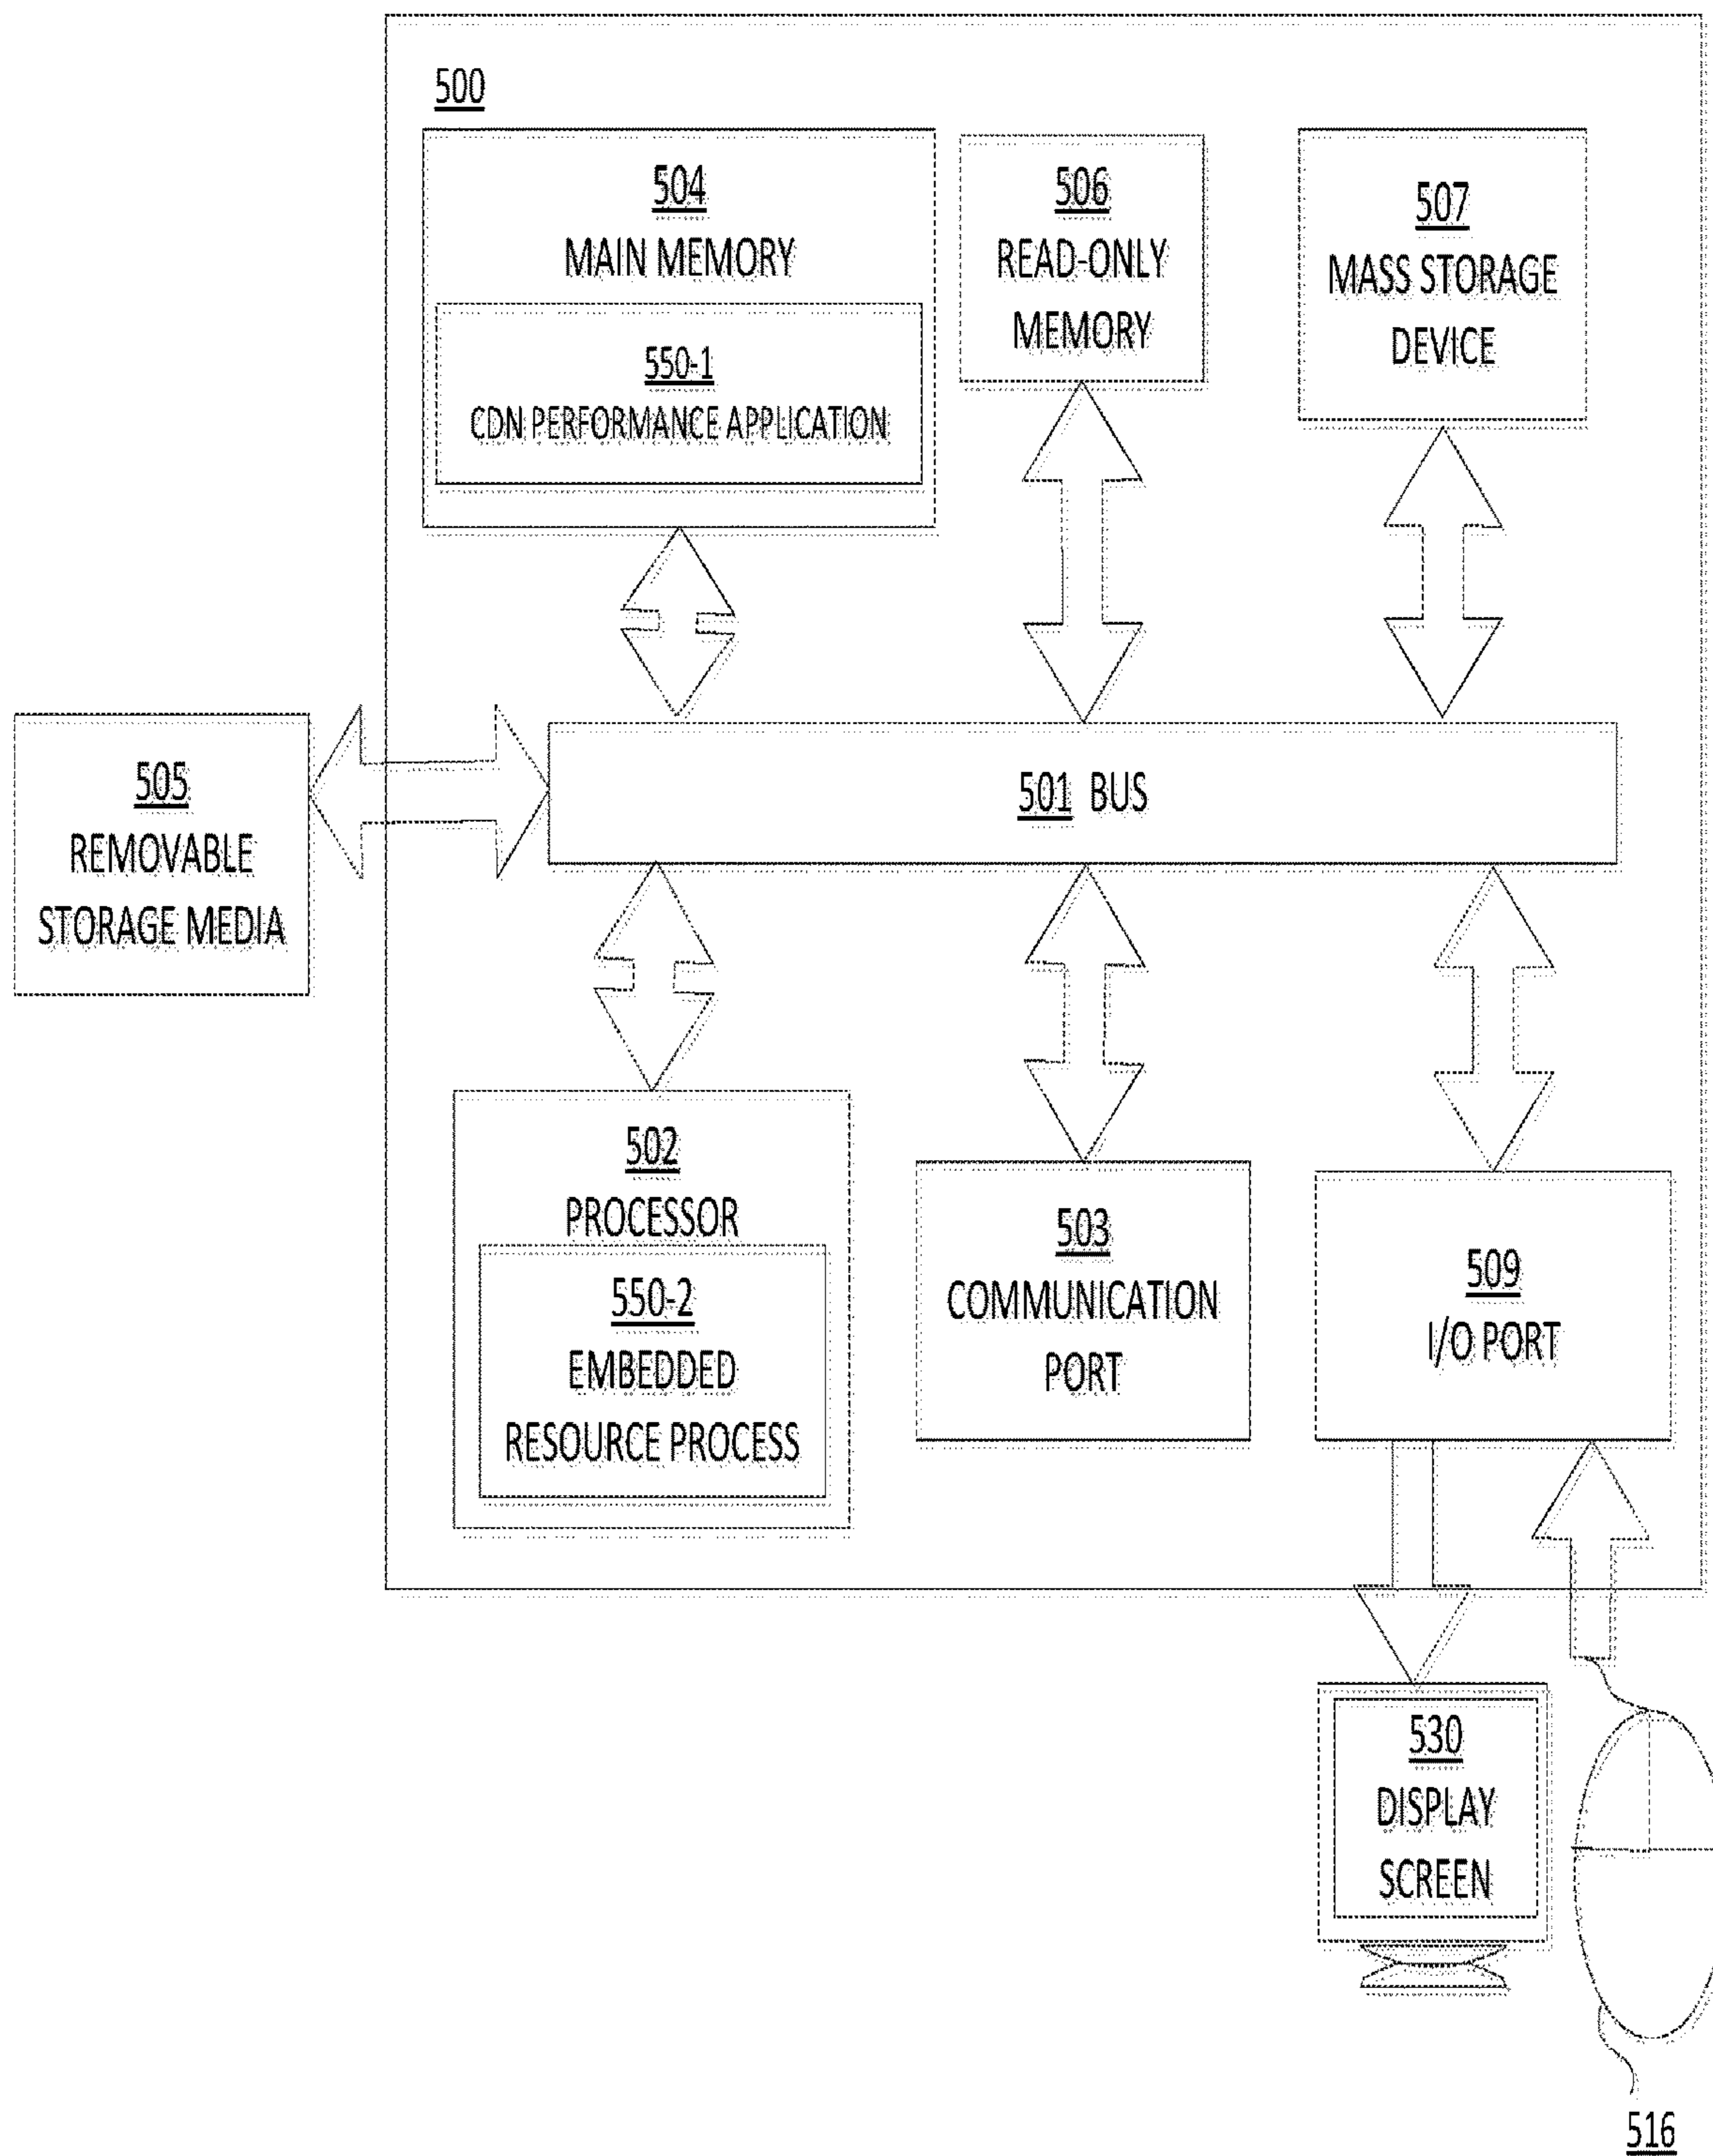 500
504
MAIN MEMORY
550-1
CDN PERFORMANCE APPLICATION
506
READ-ONLY
MEMORY
507
MASS STORAGE
DEVICE
505
REMOVABLE
STORAGE MEDIA
501 BUS
502
PROCESSOR
550-2
EMBEDDED
RESOURCE PROCESS
503
COMMUNICATION
PORT
509
I/O PORT
530
DISPLAY
SCREEN
516